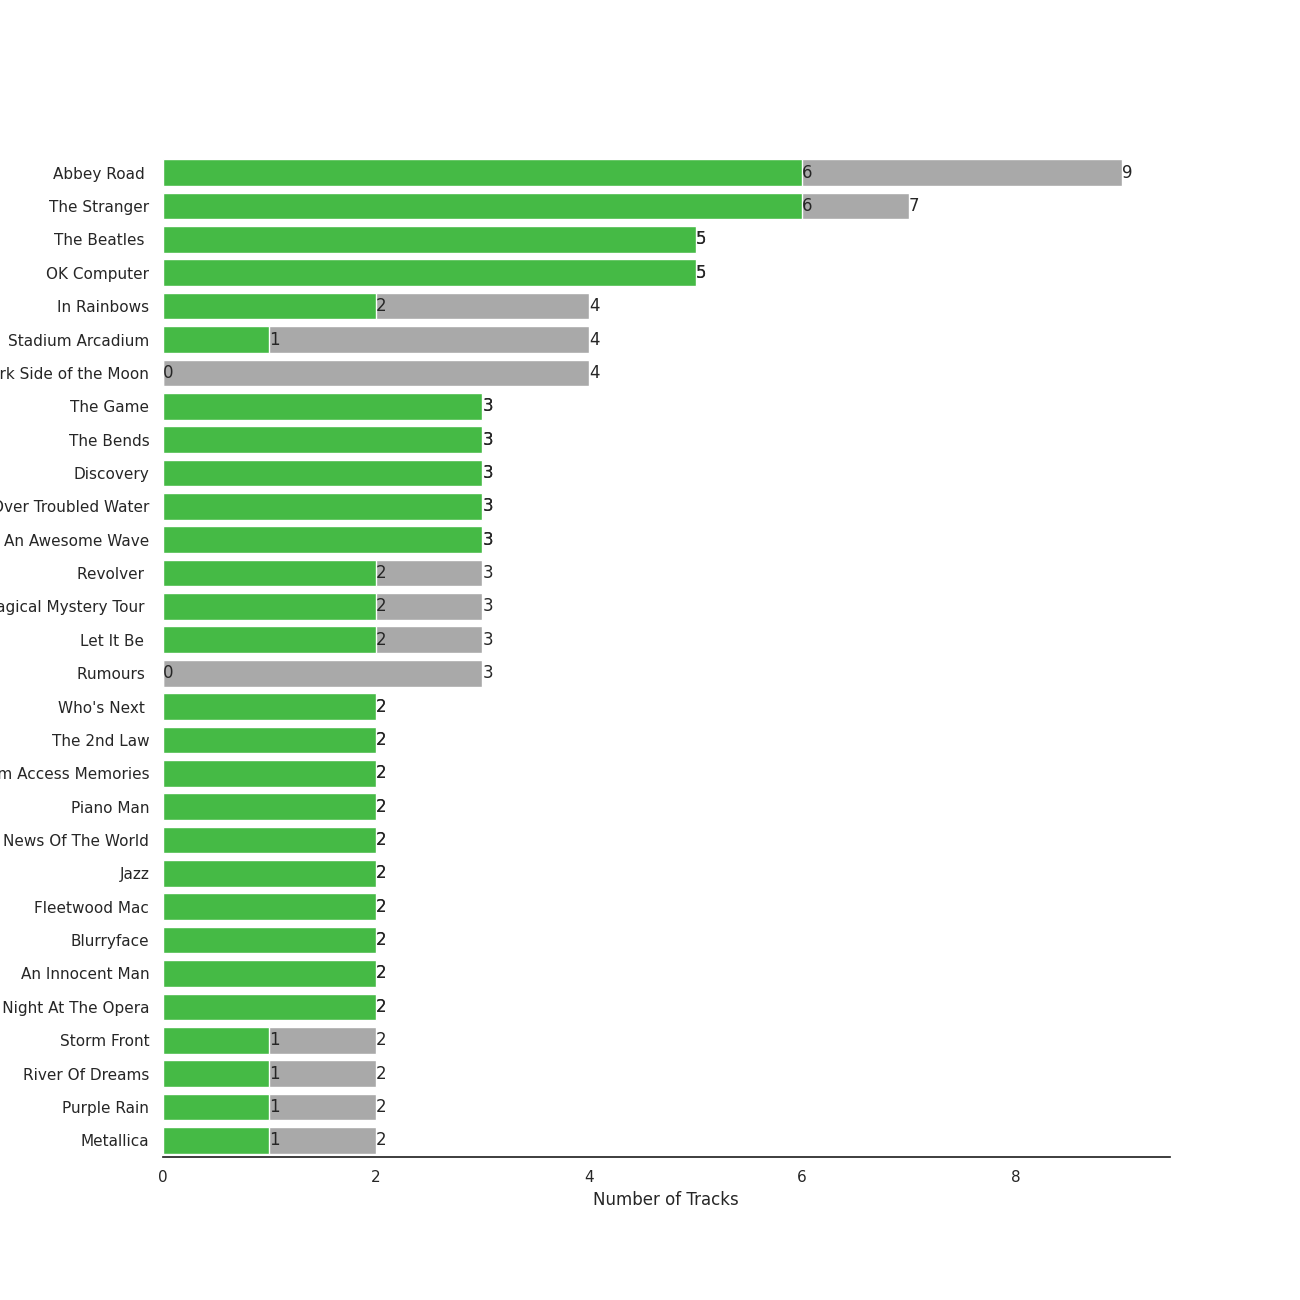 Abbey Road 6 9
The Stranger 6 7
The Beatles 5
OK Computer 5
In Rainbows 2 4
Stadium Arcadium 1 4
Side of the Moon 0 4
The Game 3
The Bends 3
Discovery 3
Over Troubled Water 3
An Awesome Wave 3
Revolver 2 3
Mystery Tour 2 3
Let It Be 2 3
Rumours 0 3
Who's Next 2
The 2nd Law 2
Access Memories 2
Piano Man 2
News Of The World 2
Jazz 2
Fleetwood Mac 2
Blurryface 2
An Innocent Man 2
Night At The Opera 2
Storm Front 1 2
River Of Dreams 1 2
Purple Rain 1 2
Metallica 1 2
0 2 4 6 8
Number of Tracks